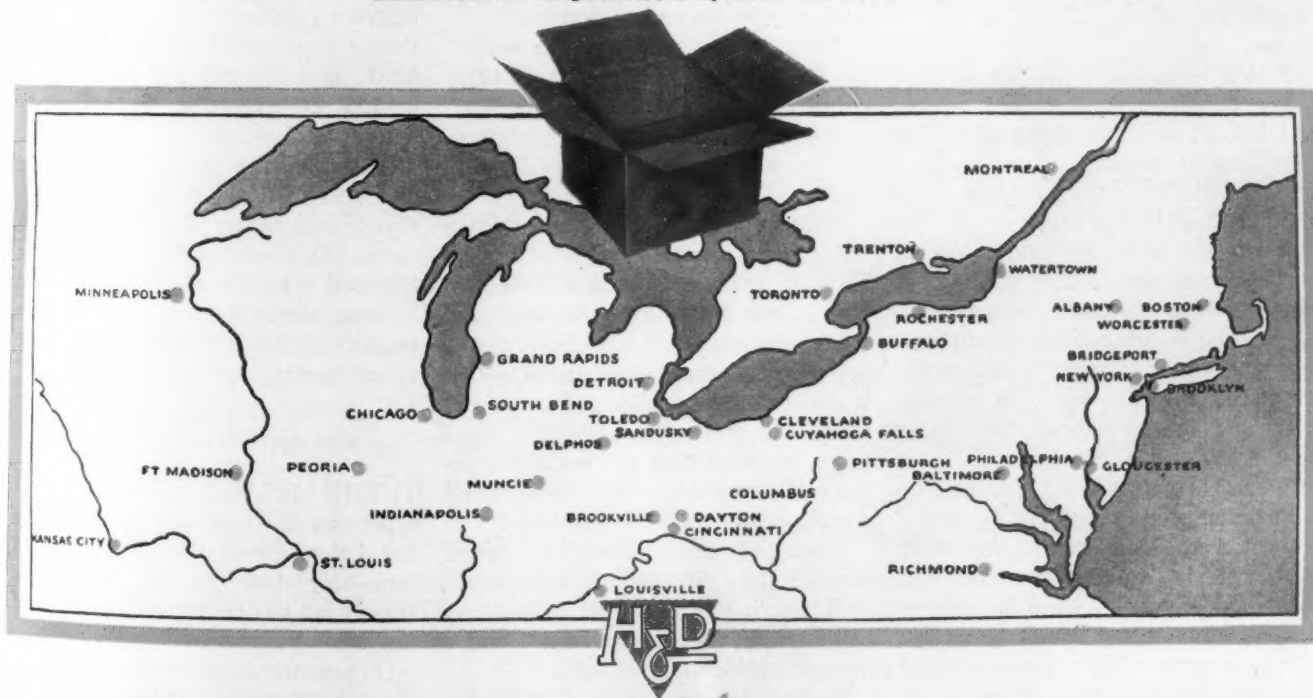 MONTREAL
TRENTON
WATERTOWN
MINNEAPOLIS
TORONTO
ROCHESTER
ALBANY BOSTON
WORCESTER
BUFFALO
GRAND RAPIDS
BRIDGEPORT
DETROIT
NEW YORK
BROOKLYN
CHICAGO
SOUTH BEND
TOLEDO
CLEVELAND
SANDUSKY
CUYAHOGA FALLS
DELPHOS
FT MADISON
PEORIA
PITTSBURGH
PHILADELPHIA
GLOUCESTER
BALTIMORE
MUNCIE
COLUMBUS
INDIANAPOLIS
BROOKVILLE
DAYTON
CINCINNATI
KANSAS CITY
ST. LOUIS
RICHMOND
LOUISVILLE
H&D